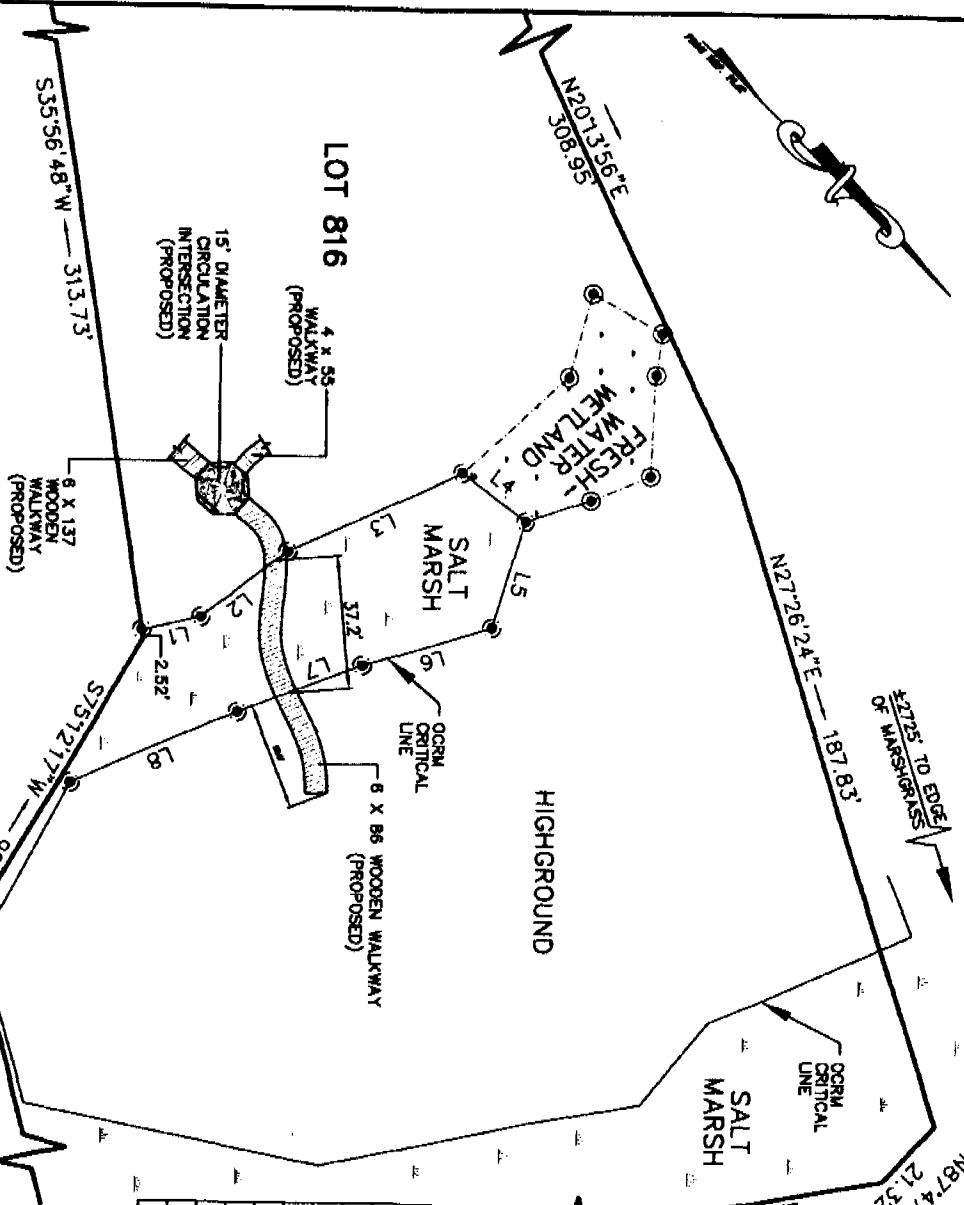 S35°56'48"W — 313.73'
N20°13'56"E
308.95'
LOT 816
15' DIAMETER
CIRCULATION
INTERSECTION
(PROPOSED)
4 x 55
WALKWAY
(PROPOSED)
6 X 137
WOODEN
WALKWAY
(PROPOSED)
FRESH
WATER
WETLAND
L4
L3
SALT
MARSH
L5
L2
L1
37.2'
2.52'
L7
L6
L8
OCRM
CRITICAL
LINE
6 X 86 WOODEN WALKWAY
(PROPOSED)
HIGHGROUND
N27°26'24"E — 187.83'
±2725' TO EDGE
OF MARSHGRASS
S75°12'17"W —
OCRM
CRITICAL
LINE
SALT
MARSH